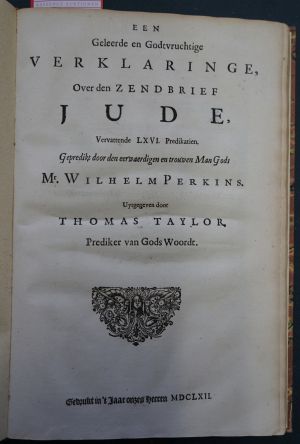 EEN
Geleerde en Godtvruchtige
VERKLARINGE,
Over den ZENDBRIEF
JUDE,
Vervattende LXVI. Predikatien.
Gepredikt door den eerwaerdigen en trouwen Man Gods
Mr. WILHELM PERKINS.
Uytgegeven door
THOMAS TAYLOR,
Prediker van Gods Woordt.
Gedrukt in 't Jaar onzes Heeren MDCLXII.